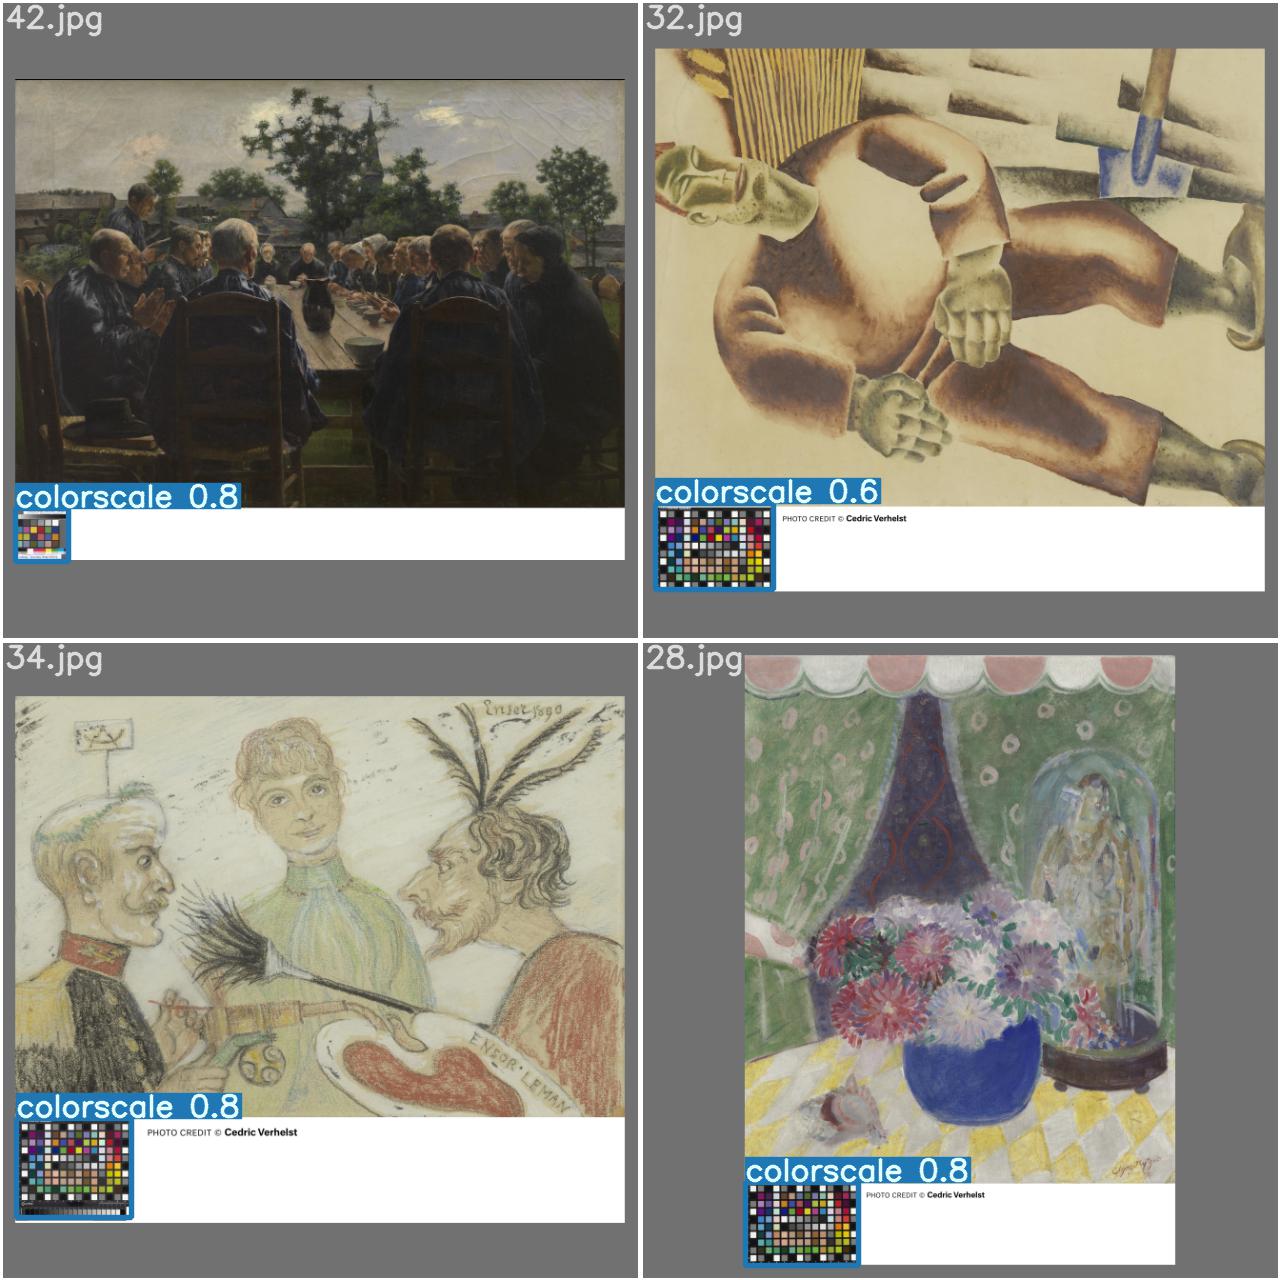 42.jpg
32.jpg
colorscale 0.8
colorscale 0.6
PHOTO CREDIT © Cedric Verhelst
34.jpg
28.jpg
Ensor 1890
ENSOR·LEMAN
colorscale 0.8
PHOTO CREDIT © Cedric Verhelst
colorscale 0.8
PHOTO CREDIT © Cedric Verhelst